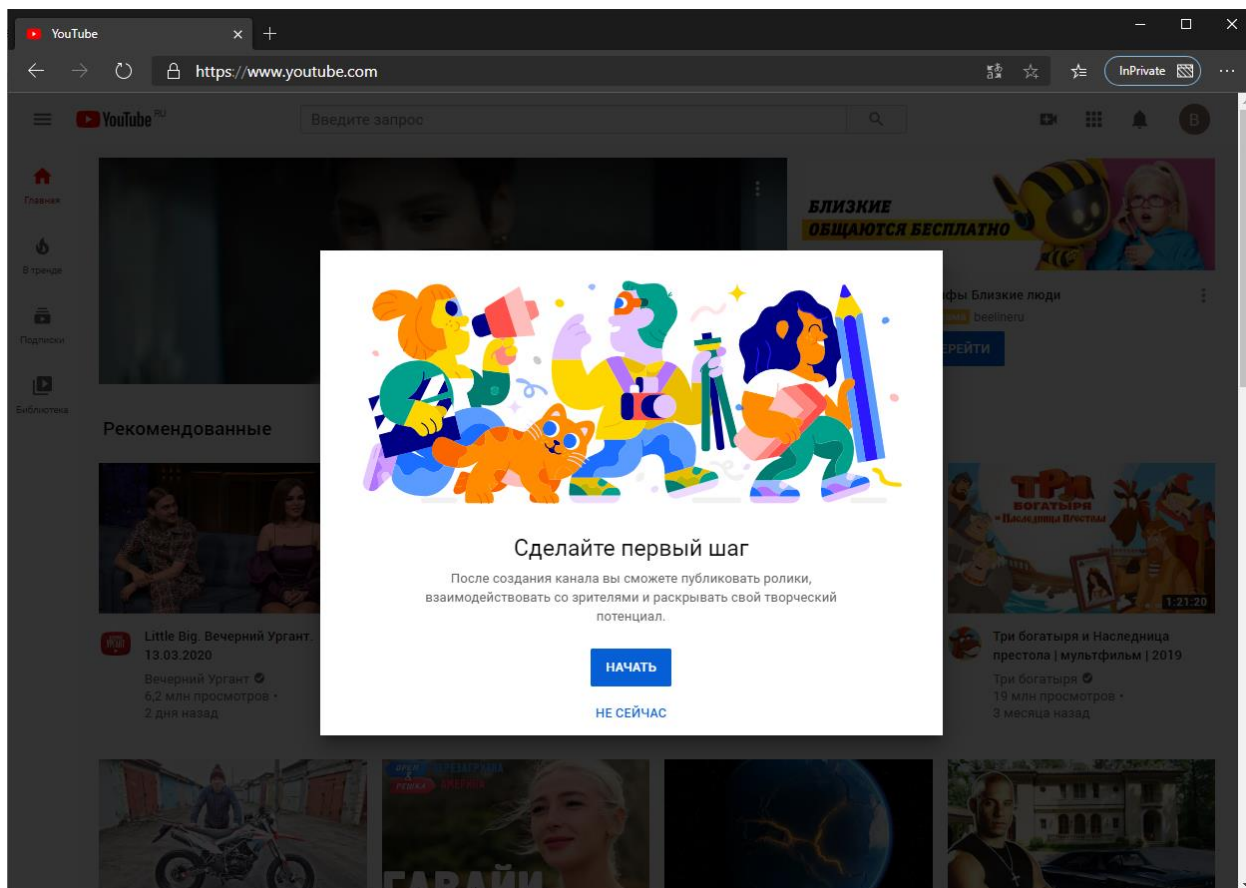 YouTube
https://www.youtube.com
InPrivate
YouTube RU
Введите запрос
B
Главная
В тренде
Подписки
Библиотека
БЛИЗКИЕ
ОБЩАЮТСЯ БЕСПЛАТНО
Близкие люди
beelineru
Рекомендованные
Сделайте первый шаг
После создания канала вы сможете публиковать ролики,
взаимодействовать со зрителями и раскрывать свой творческий
потенциал.
НАЧАТЬ
НЕ СЕЙЧАС
Little Big. Вечерний Ургант.
13.03.2020
Вечерний Ургант
6,2 млн просмотров •
2 дня назад
ТРИ
БОГАТЫРЯ
и Наследница Престола
1:21:20
Три богатыря и Наследница
престола | мультфильм | 2019
Три богатыря
19 млн просмотров •
3 месяца назад
ПЕРЕЗАГРУЗКА
РЕШКА АМЕРИКА
ГАВАЙИ